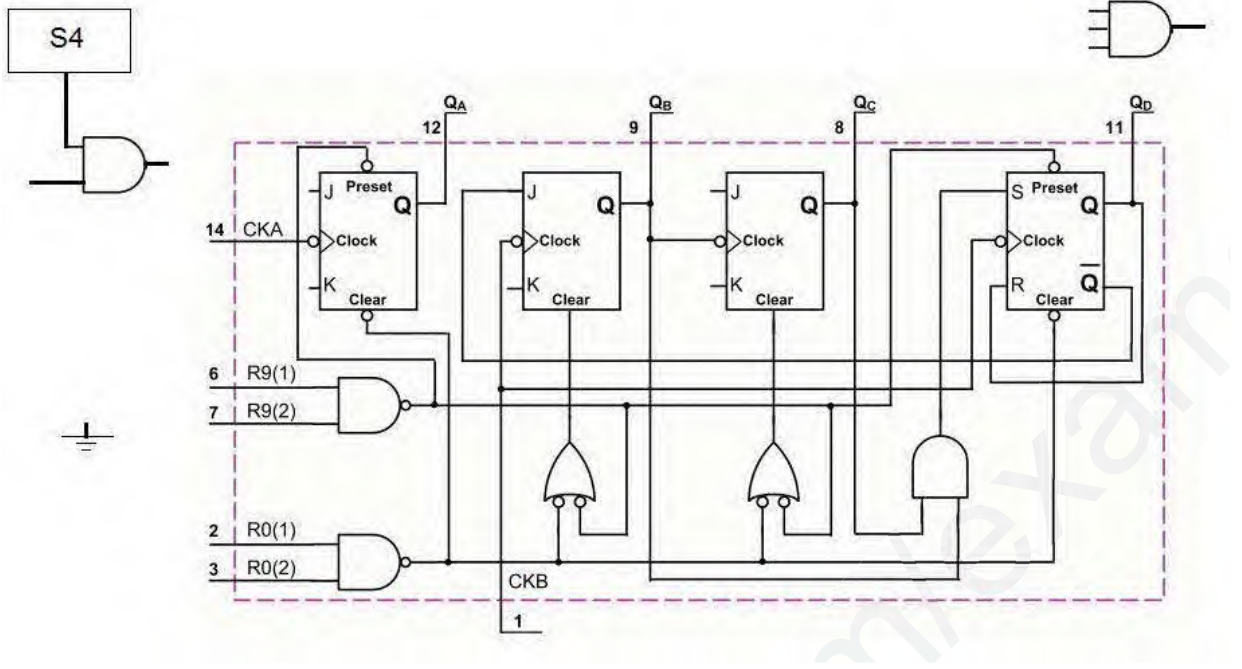 S4
QA QB QC QD
12 9 8 11
J Preset Q Clock K Clear
J Q Clock K Clear
J Q Clock K Clear
S Preset Q Clock R Clear Q
14 CKA
6 R9(1)
7 R9(2)
2 R0(1)
3 R0(2)
CKB
1
m/exam